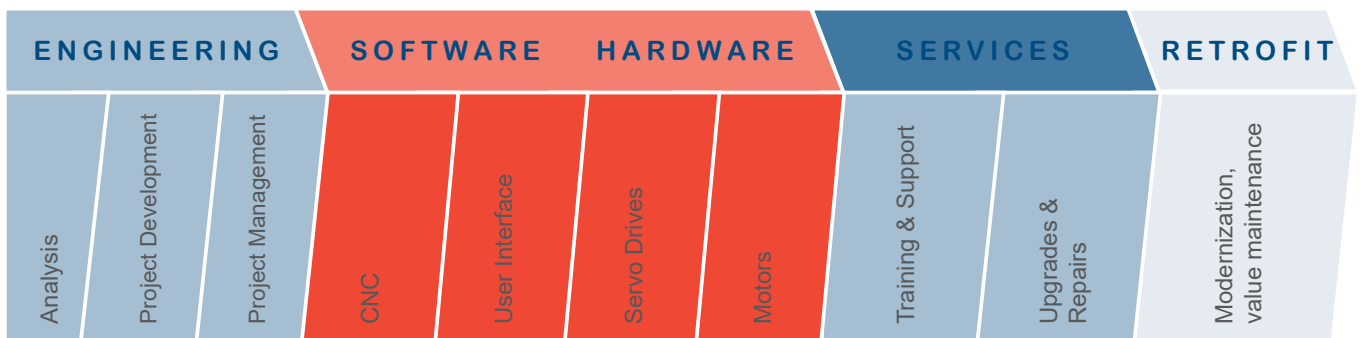 ENGINEERING
SOFTWARE HARDWARE
SERVICES
RETROFIT
Analysis
Project Development
Project Management
CNC
User Interface
Servo Drives
Motors
Training & Support
Upgrades &
Repairs
Modernization,
value maintenance